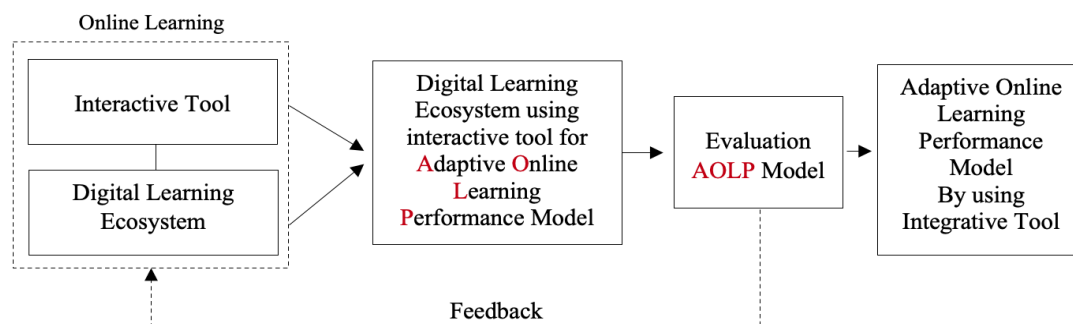 Online Learning
Interactive Tool
Digital Learning
Ecosystem
Digital Learning
Ecosystem using
interactive tool for
Adaptive Online
Learning
Performance Model
Evaluation
AOLP Model
Adaptive Online
Learning
Performance
Model
By using
Integrative Tool
Feedback